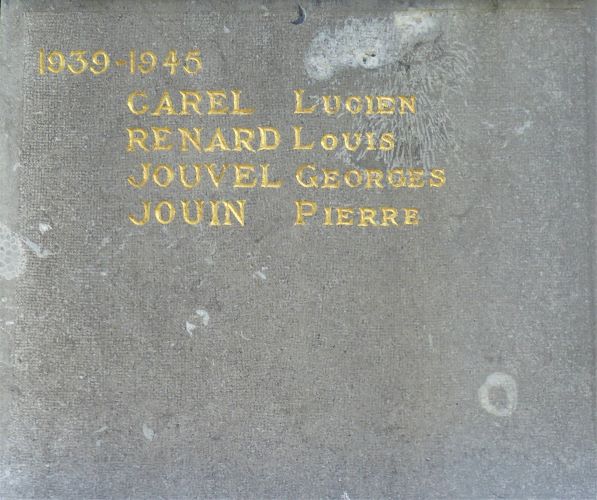 1939-1945
CAREL LUCIEN
RENARD LOUIS
JOUVEL GEORGES
JOUIN PIERRE